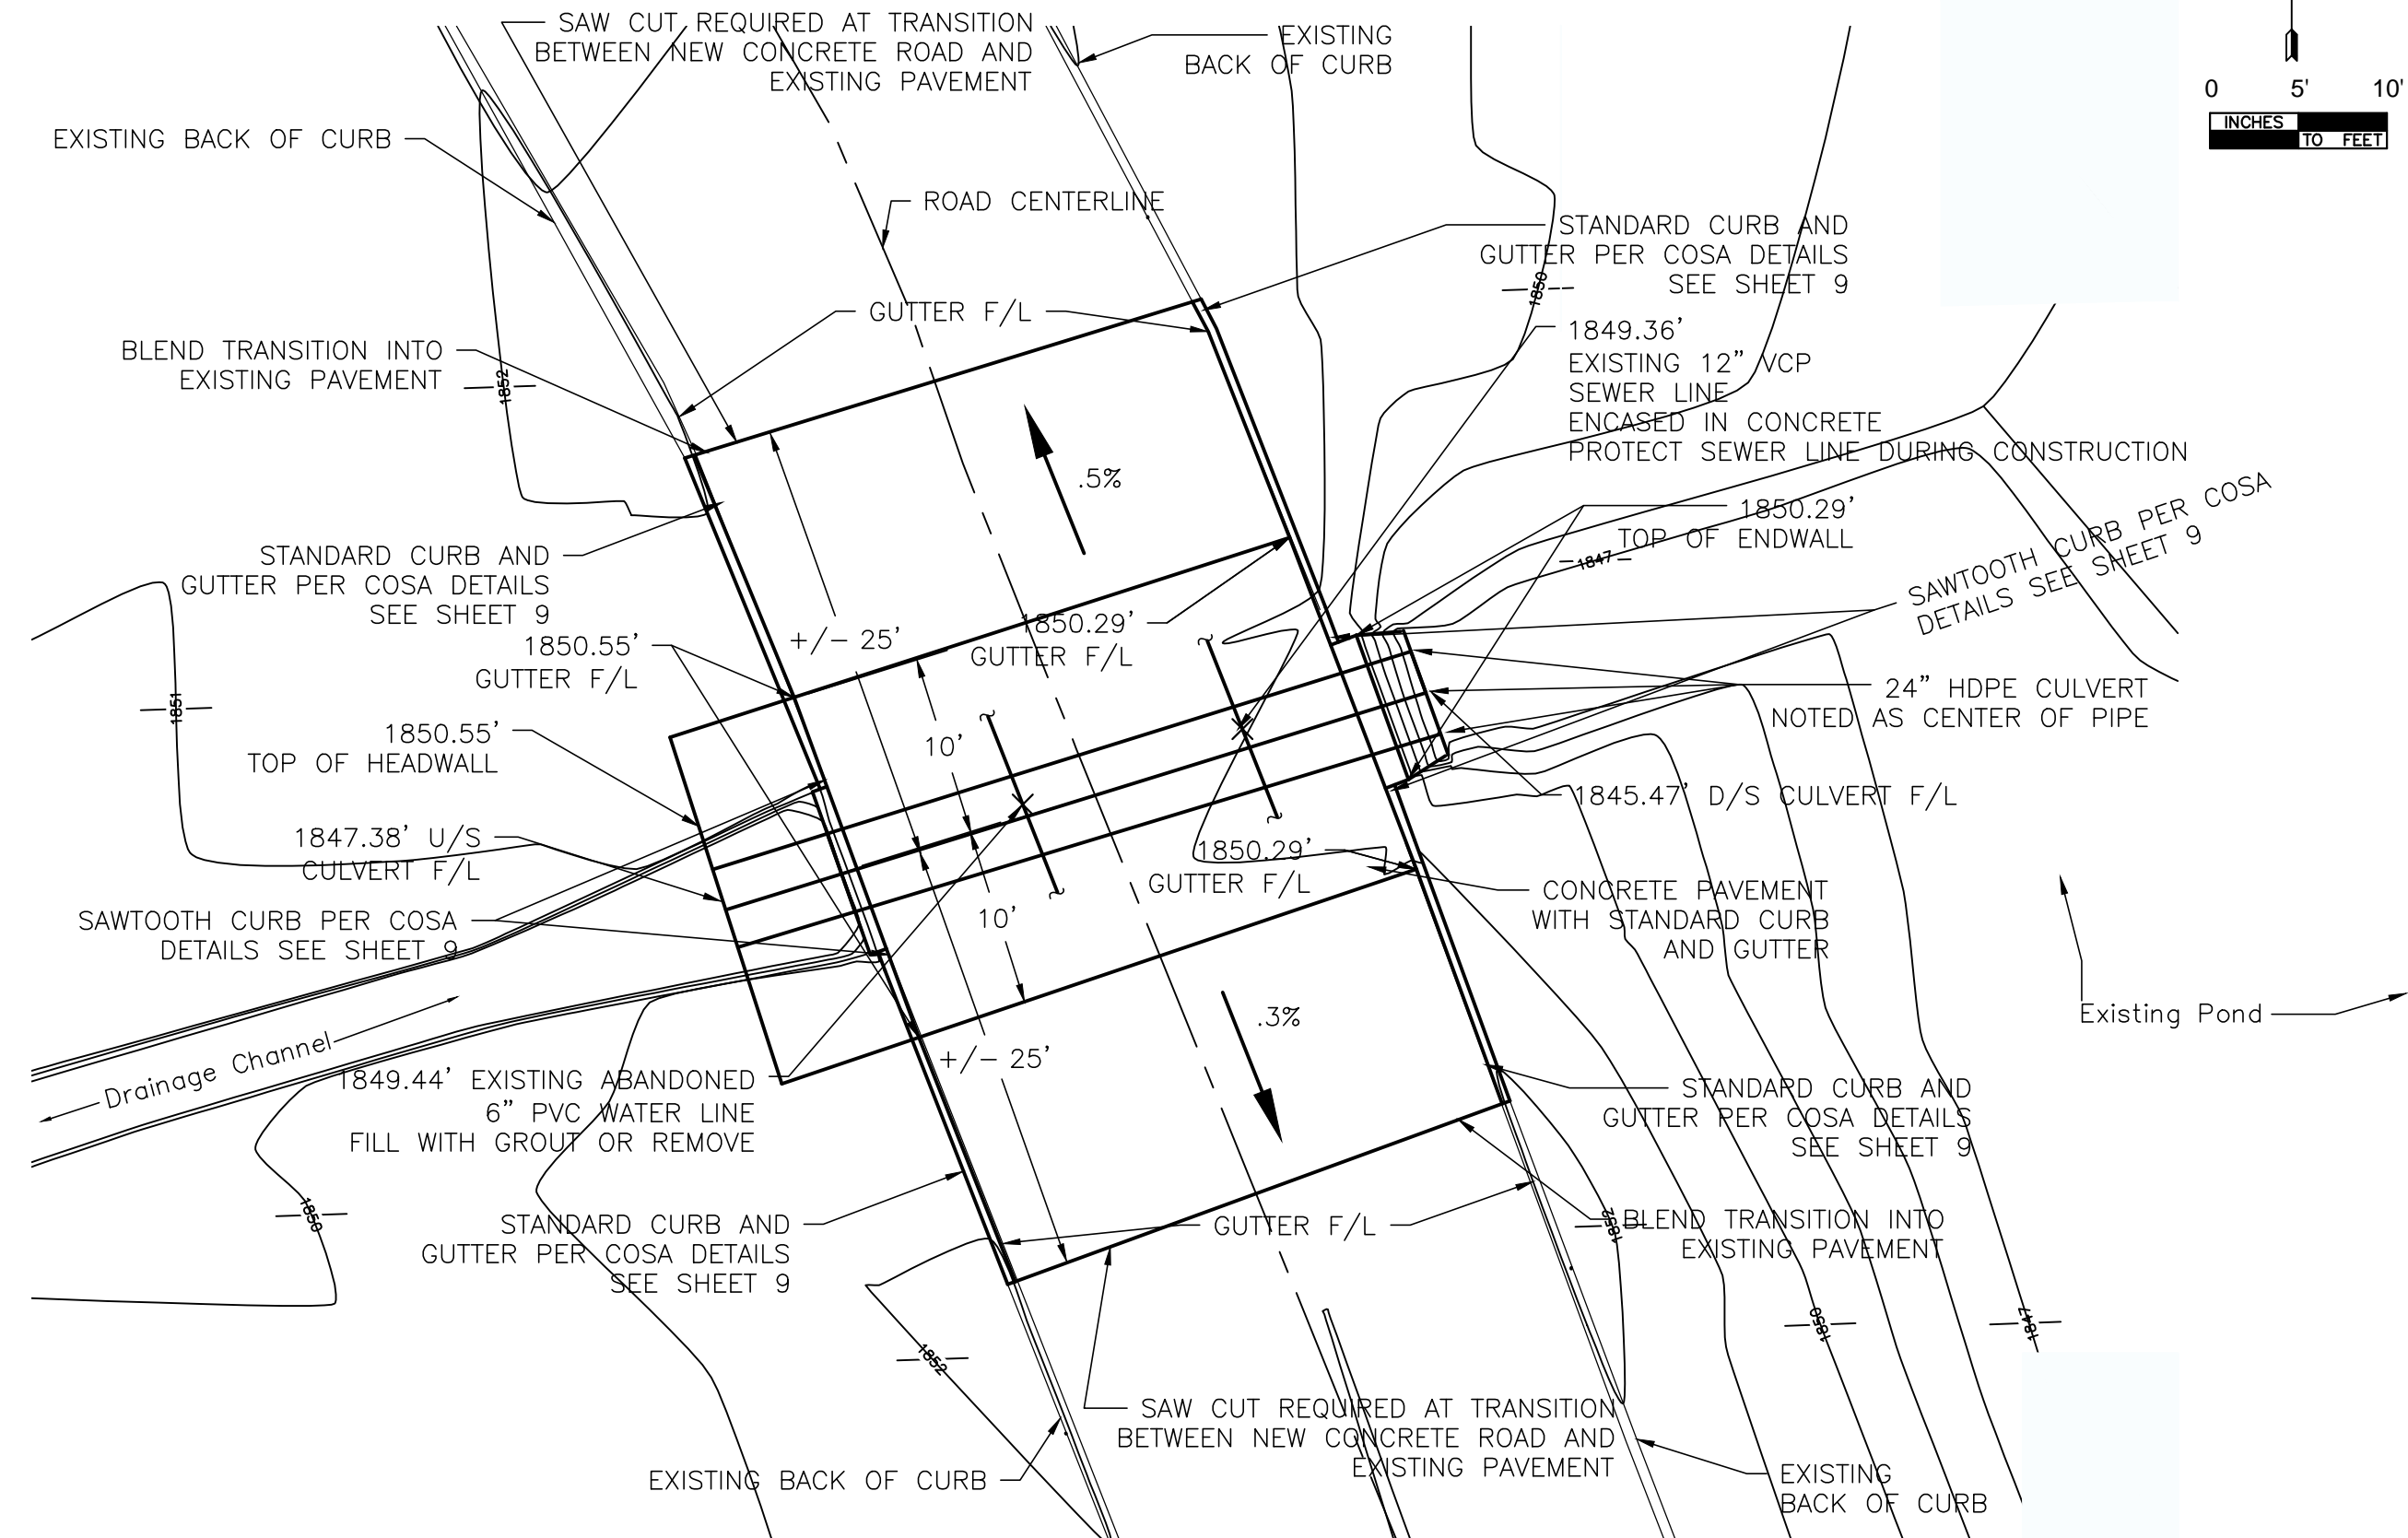 SAW CUT REQUIRED AT TRANSITION
BETWEEN NEW CONCRETE ROAD AND
EXISTING PAVEMENT
EXISTING
BACK OF CURB
0 5' 10'
INCHES
TO FEET
EXISTING BACK OF CURB
ROAD CENTERLINE
STANDARD CURB AND
GUTTER PER COSA DETAILS
SEE SHEET 9
1850
GUTTER F/L
BLEND TRANSITION INTO
EXISTING PAVEMENT
1852
1849.36'
EXISTING 12" VCP
SEWER LINE
ENCASED IN CONCRETE
PROTECT SEWER LINE DURING CONSTRUCTION
.5%
1850.29'
TOP OF ENDWALL
1847
SAWTOOTH CURB PER COSA
DETAILS SEE SHEET 9
STANDARD CURB AND
GUTTER PER COSA DETAILS
SEE SHEET 9
+/- 25'
1850.29'
GUTTER F/L
1850.55'
GUTTER F/L
1851
24" HDPE CULVERT
NOTED AS CENTER OF PIPE
1850.55'
TOP OF HEADWALL
10'
1845.47' D/S CULVERT F/L
1847.38' U/S
CULVERT F/L
1850.29'
GUTTER F/L
CONCRETE PAVEMENT
WITH STANDARD CURB
AND GUTTER
SAWTOOTH CURB PER COSA
DETAILS SEE SHEET 9
10'
Existing Pond
.3%
Drainage Channel
+/- 25'
1849.44' EXISTING ABANDONED
6" PVC WATER LINE
FILL WITH GROUT OR REMOVE
STANDARD CURB AND
GUTTER PER COSA DETAILS
SEE SHEET 9
1850
STANDARD CURB AND
GUTTER PER COSA DETAILS
SEE SHEET 9
GUTTER F/L
1852
BLEND TRANSITION INTO
EXISTING PAVEMENT
1850
1847
1852
SAW CUT REQUIRED AT TRANSITION
BETWEEN NEW CONCRETE ROAD AND
EXISTING PAVEMENT
EXISTING BACK OF CURB
EXISTING
BACK OF CURB